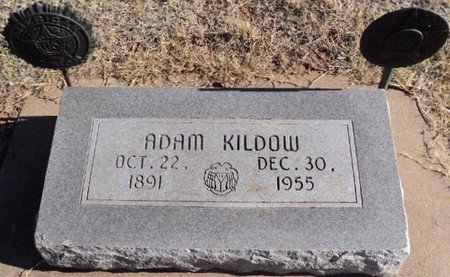 ADAM KILDOW
OCT. 22, DEC. 30,
1891 1955